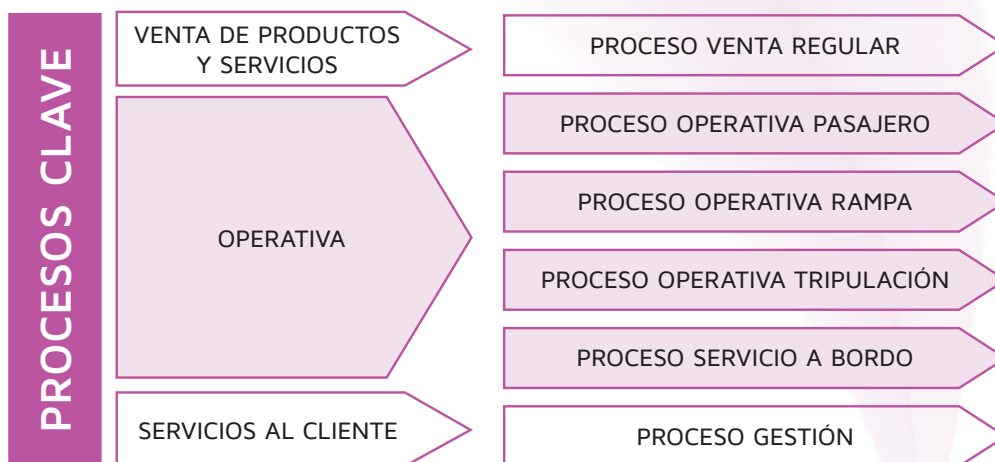 PROCESOS CLAVE
VENTA DE PRODUCTOS
Y SERVICIOS
PROCESO VENTA REGULAR
OPERATIVA
PROCESO OPERATIVA PASAJERO
PROCESO OPERATIVA RAMPA
PROCESO OPERATIVA TRIPULACIÓN
PROCESO SERVICIO A BORDO
SERVICIOS AL CLIENTE
PROCESO GESTIÓN